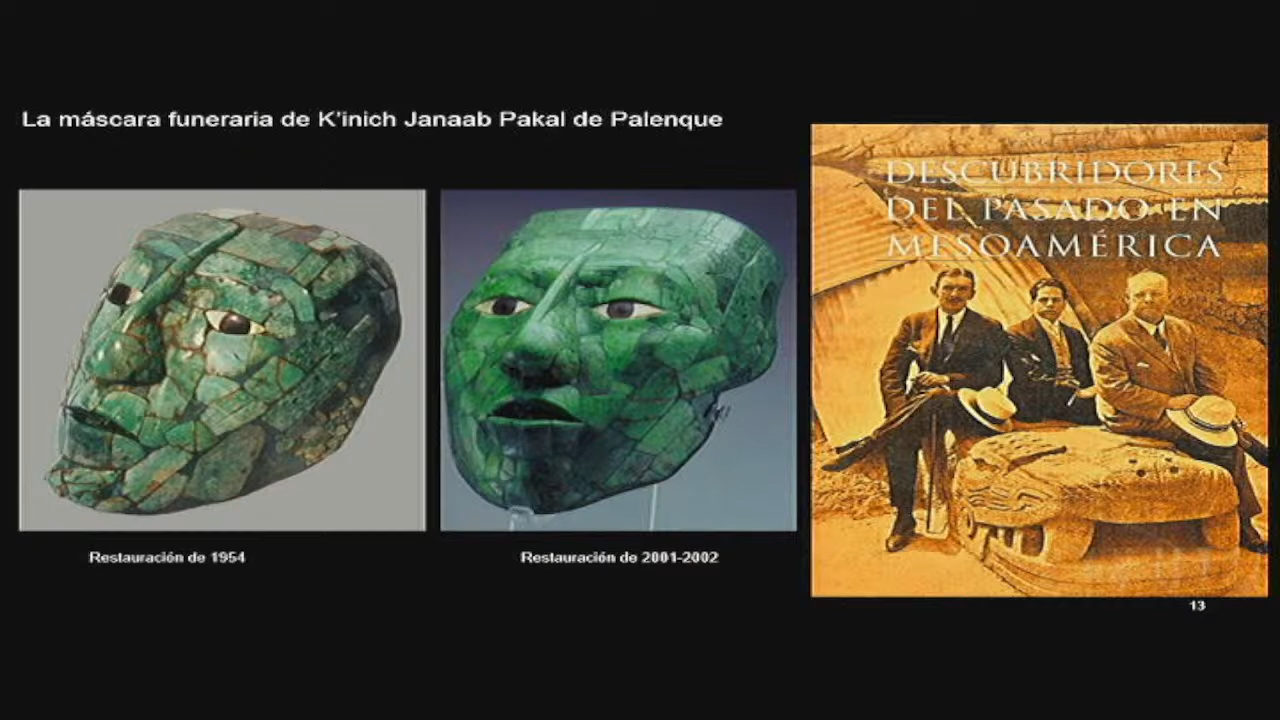 La máscara funeraria de K'inich Janaab Pakal de Palenque
DESCUBRIDORES
DEL PASADO EN
MESOAMÉRICA
Restauración de 1954
Restauración de 2001-2002
13